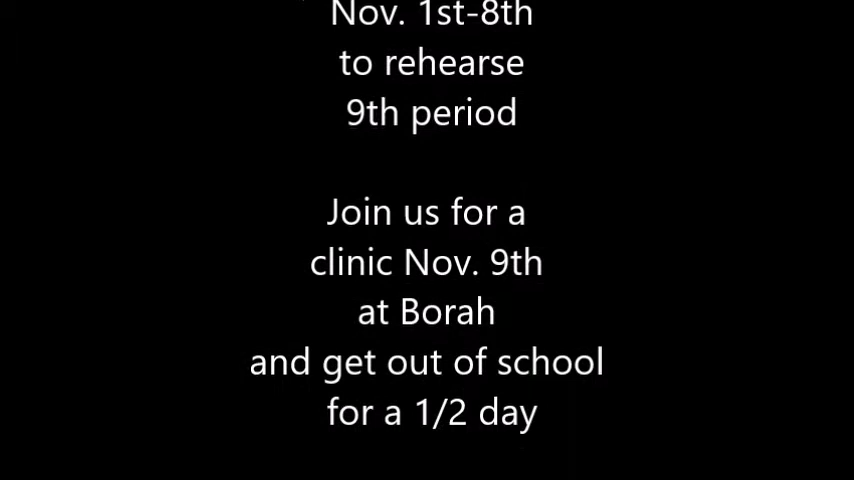 Nov. 1st-8th
to rehearse
9th period
Join us for a
clinic Nov. 9th
at Borah
and get out of school
for a 1/2 day